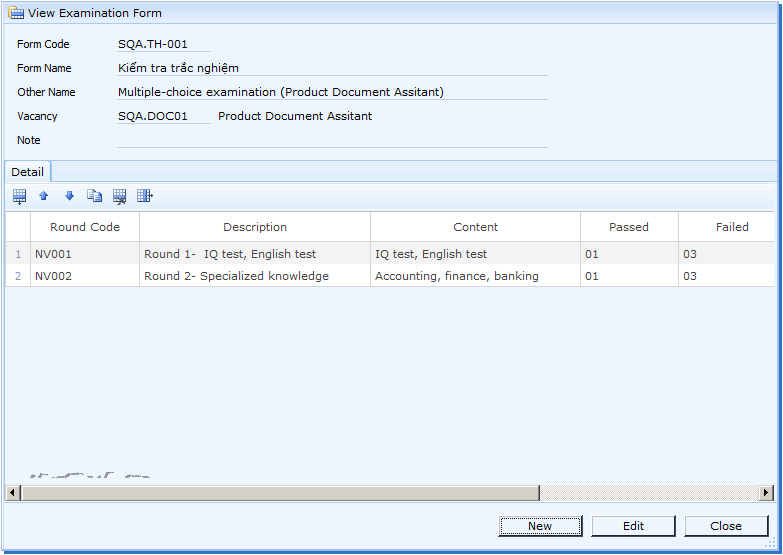 View Examination Form
Form Code SQA.TH-001
Form Name Kiểm tra trắc nghiệm
Other Name Multiple-choice examination (Product Document Assitant)
Vacancy SQA.DOC01 Product Document Assitant
Note
Detail
Round Code Description Content Passed Failed
1 NV001 Round 1- IQ test, English test IQ test, English test 01 03
2 NV002 Round 2- Specialized knowledge Accounting, finance, banking 01 03
New Edit Close